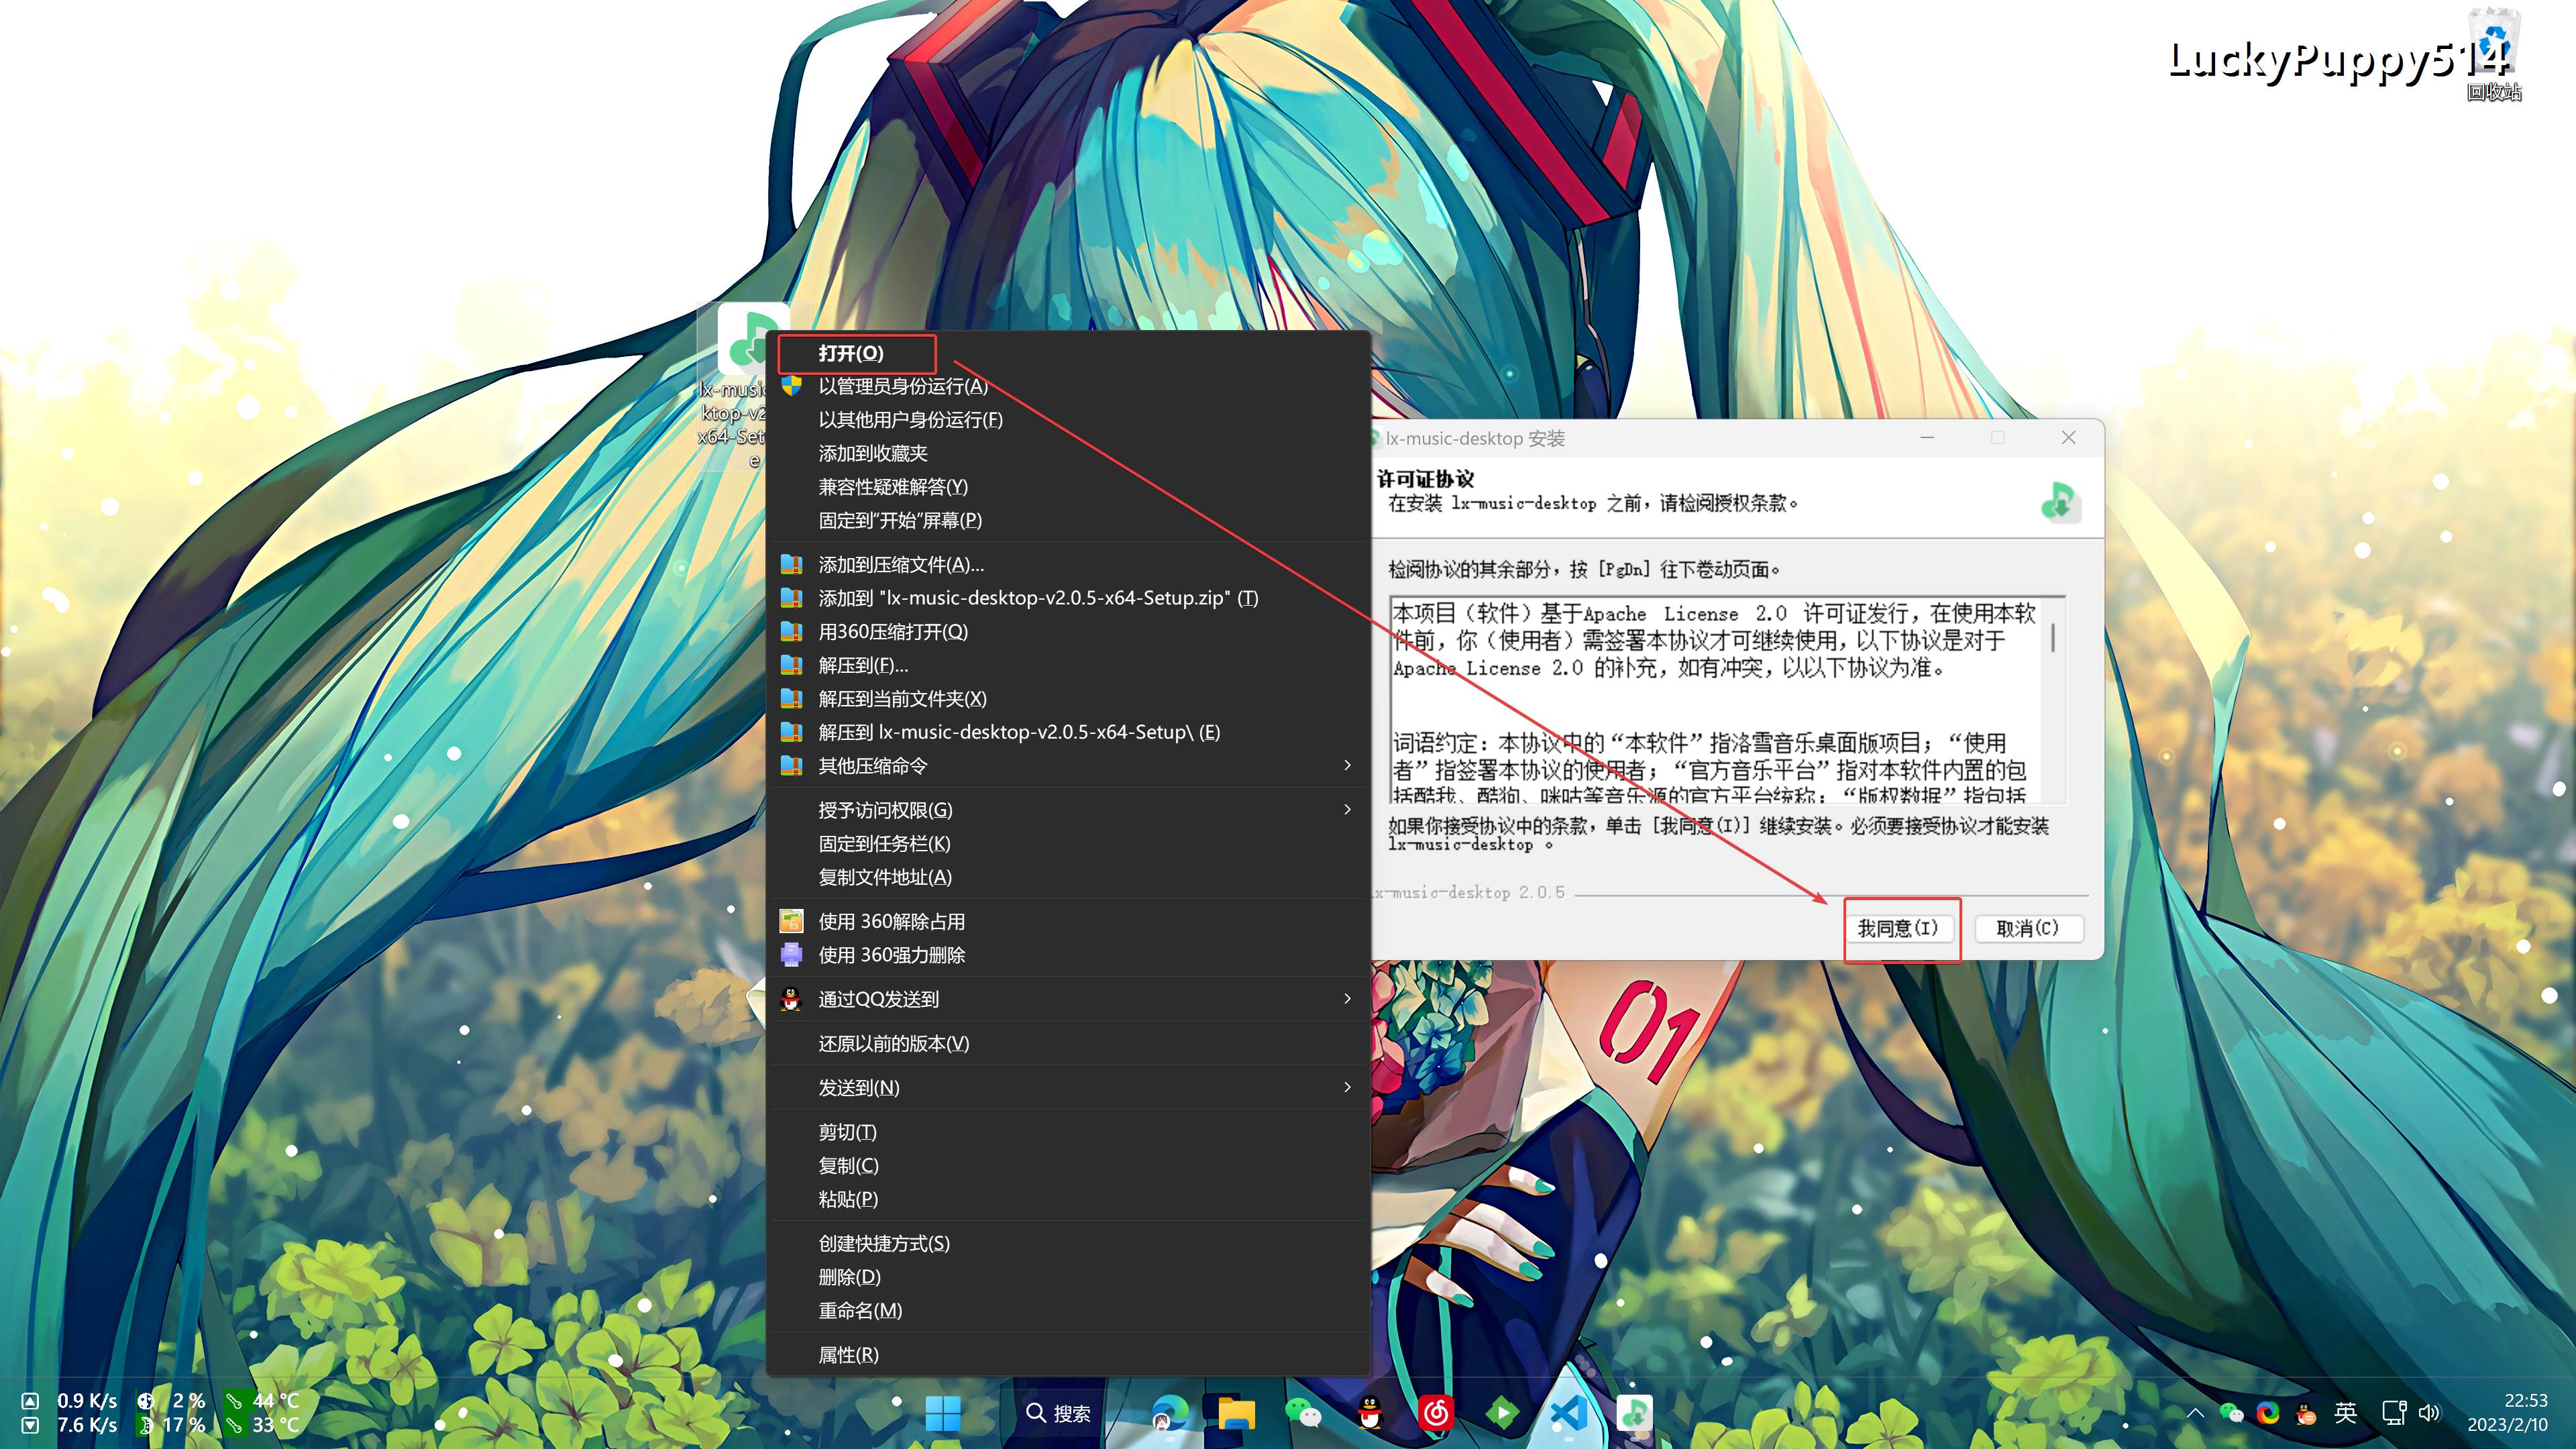 LuckyPuppy514
回收站
lx-music
ktop-v2
x64-Set
e
打开(O)
以管理员身份运行(A)
以其他用户身份运行(F)
添加到收藏夹
兼容性疑难解答(Y)
固定到"开始"屏幕(P)
添加到压缩文件(A)...
添加到 "lx-music-desktop-v2.0.5-x64-Setup.zip" (T)
用360压缩打开(Q)
解压到(F)...
解压到当前文件夹(X)
解压到 lx-music-desktop-v2.0.5-x64-Setup\ (E)
其他压缩命令
授予访问权限(G)
固定到任务栏(K)
复制文件地址(A)
使用 360解除占用
使用 360强力删除
通过QQ发送到
还原以前的版本(V)
发送到(N)
剪切(T)
复制(C)
粘贴(P)
创建快捷方式(S)
删除(D)
重命名(M)
属性(R)
lx-music-desktop 安装
许可证协议
在安装 lx-music-desktop 之前，请检阅授权条款。
检阅协议的其余部分，按 [PgDn] 往下卷动页面。
本项目（软件）基于Apache License 2.0 许可证发行，在使用本软
件前，你（使用者）需签署本协议才可继续使用，以下协议是对于
Apache License 2.0 的补充，如有冲突，以以下协议为准。
词语约定：本协议中的“本软件”指洛雪音乐桌面版项目；“使用
者”指签署本协议的使用者；“官方音乐平台”指对本软件内置的包
括酷我、酷狗、咪咕等音乐源的官方平台统称；“版权数据”指包括
如果你接受协议中的条款，单击 [我同意(I)] 继续安装。必须要接受协议才能安装
lx-music-desktop 。
lx-music-desktop 2.0.5
我同意(I)
取消(C)
01
0.9 K/s 2 % 44 °C
7.6 K/s 17 % 33 °C
搜索
英
22:53
2023/2/10